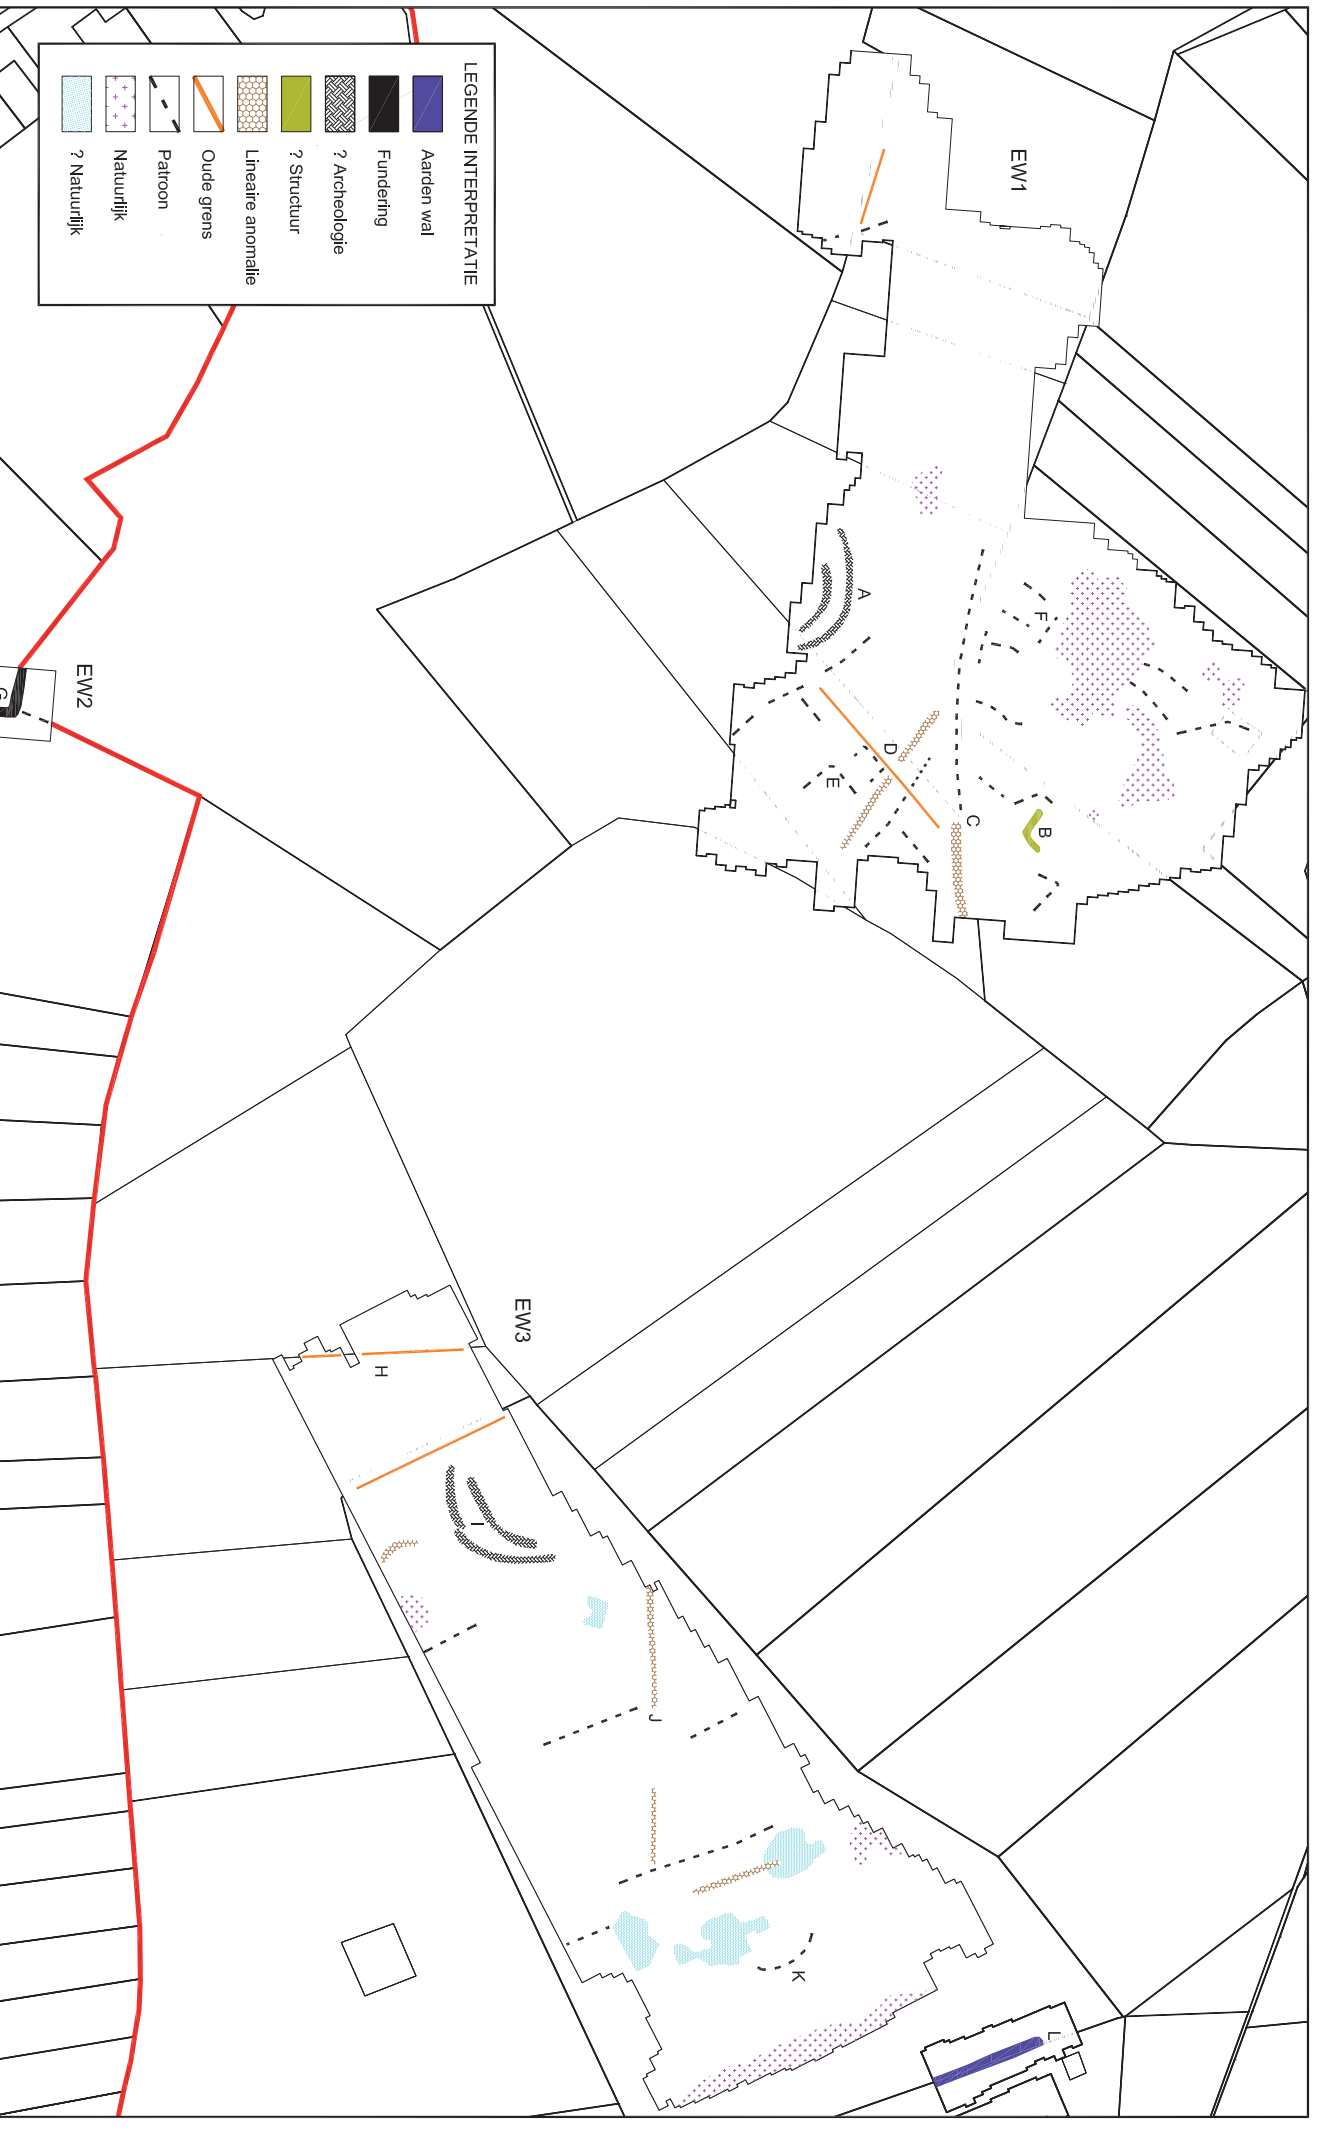 LEGENDE INTERPRETATIE
Aarden wal
Fundering
? Archeologie
? Structuur
Lineaire anomalie
Oude grens
Patroon
Natuurlijk
? Natuurlijk
EW1
A
B
C
D
E
F
EW2
G
EW3
H
I
J
K
L